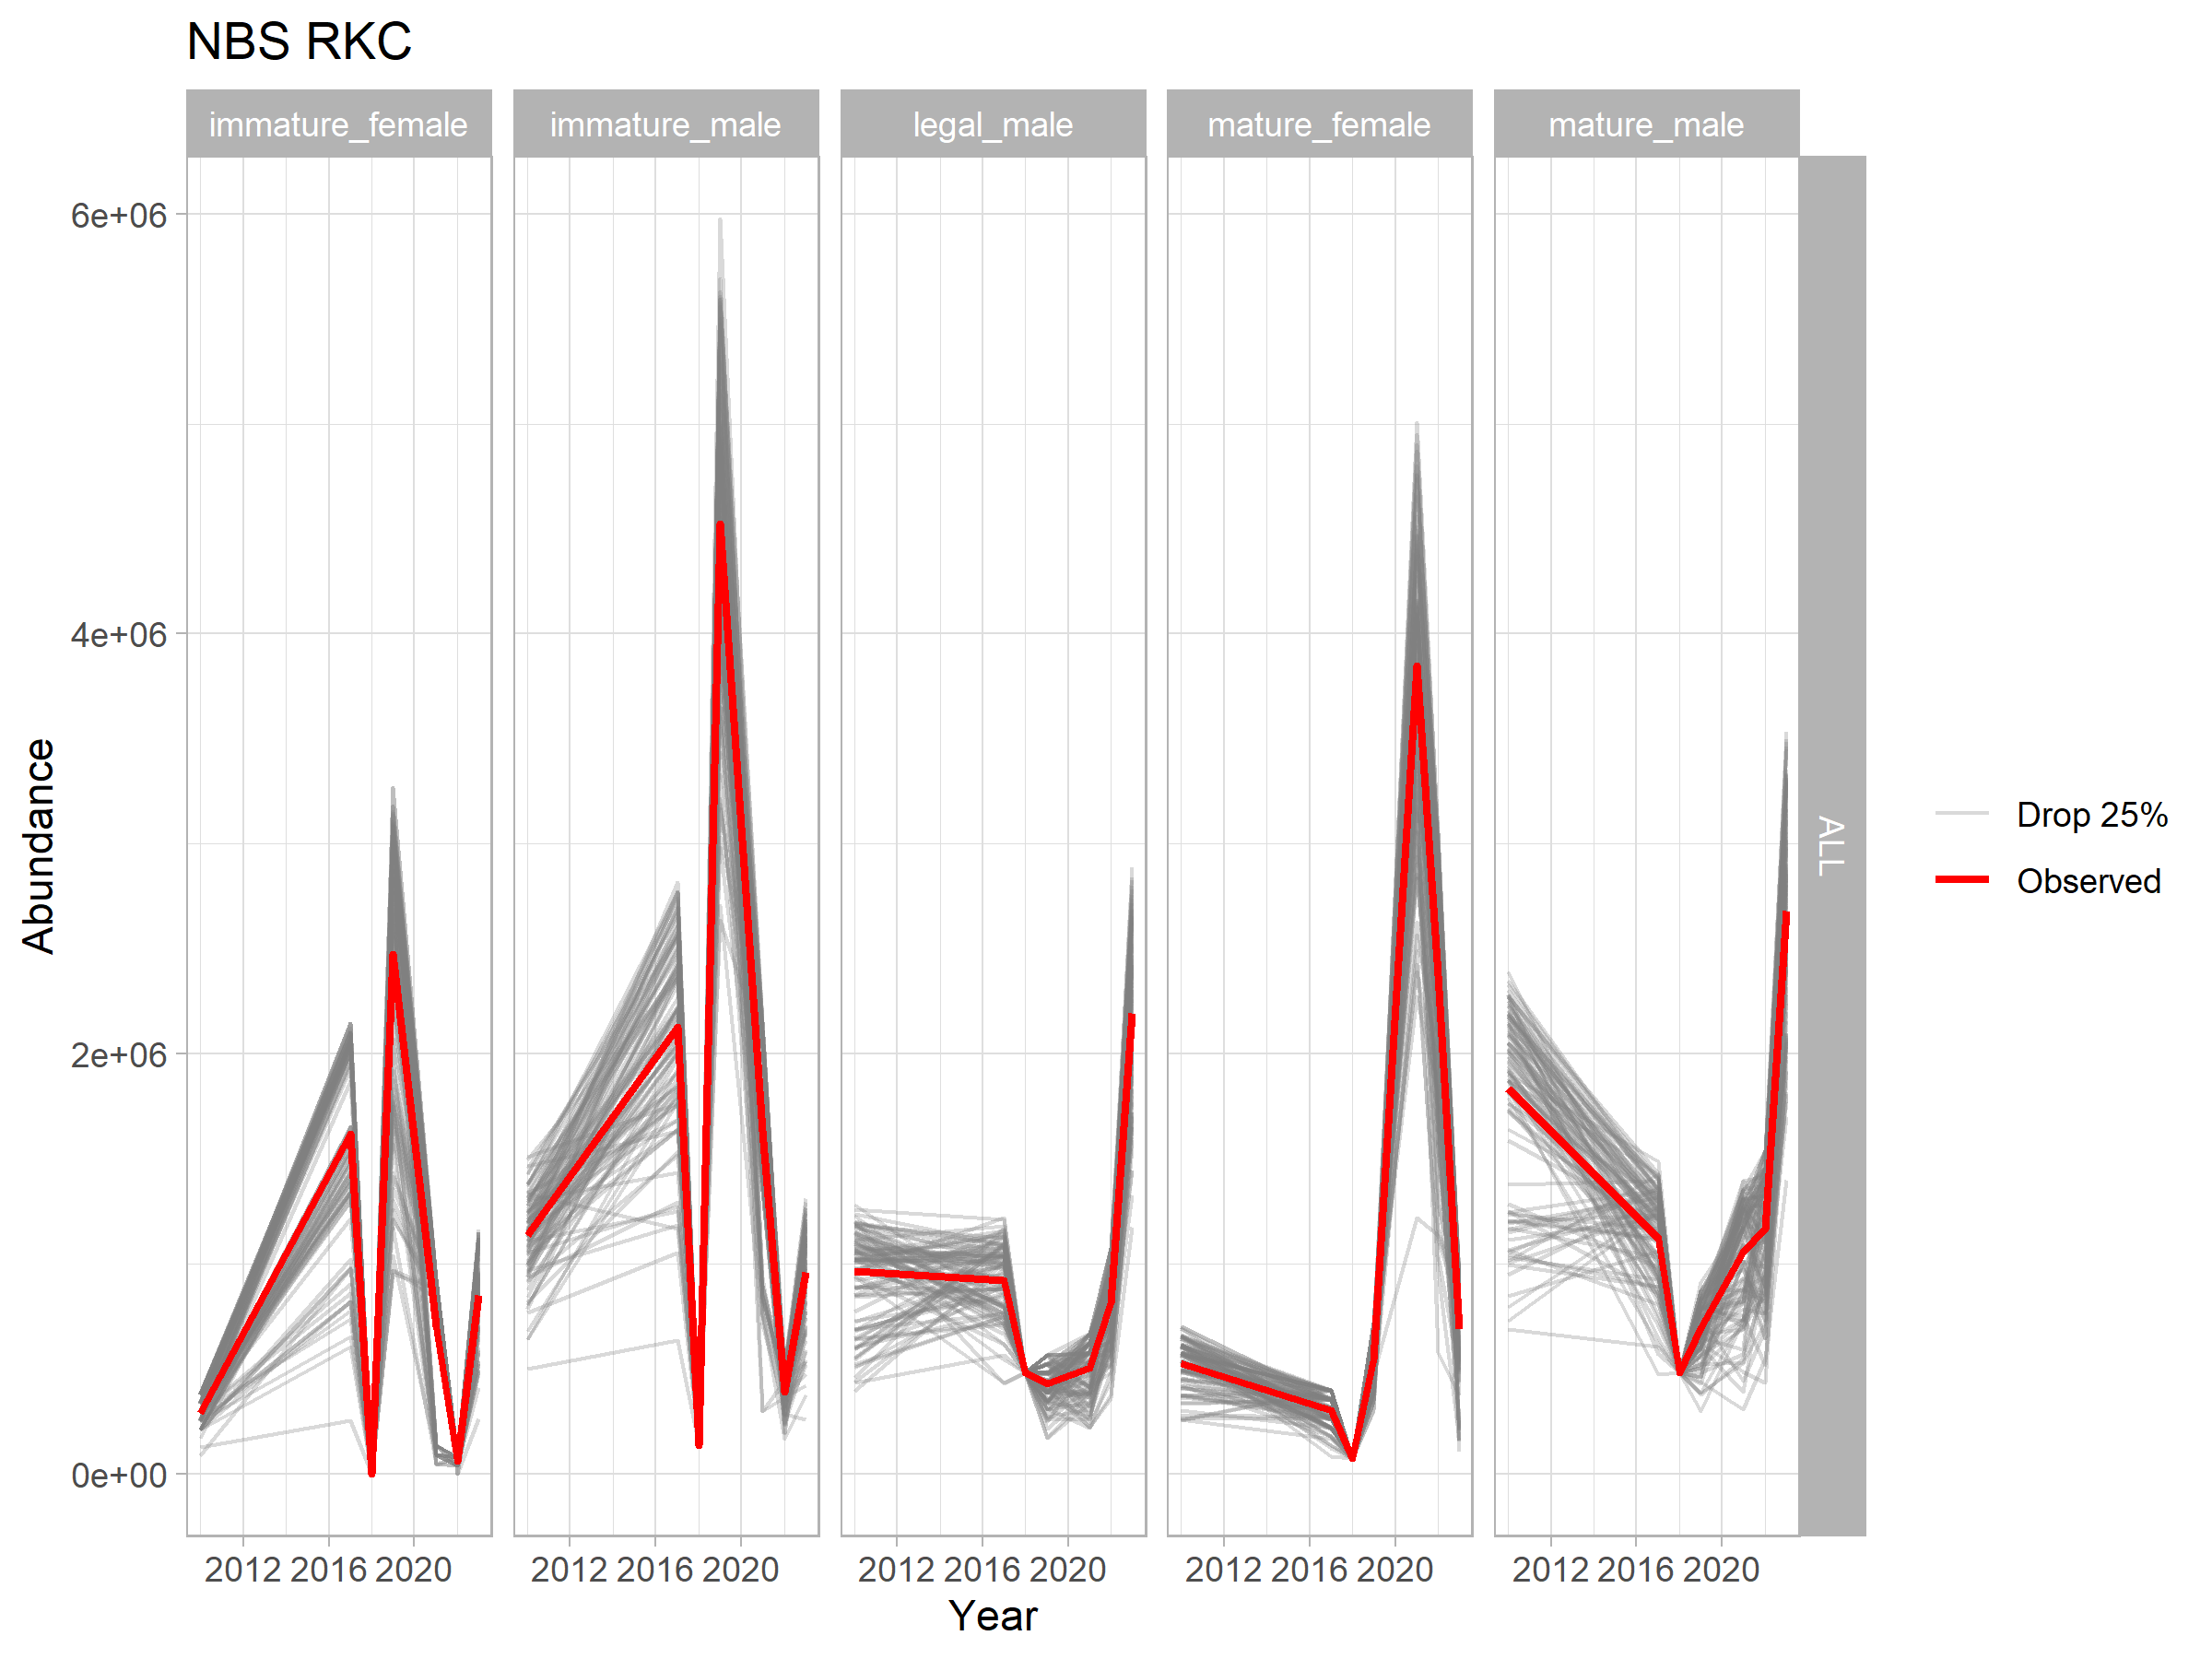 NBS RKC
immature_female immature_male legal_male mature_female mature_male
6e+06
4e+06
2e+06
0e+00
Abundance
ALL
Drop 25%
Observed
2012 2016 2020 2012 2016 2020 2012 2016 2020 2012 2016 2020 2012 2016 2020
Year